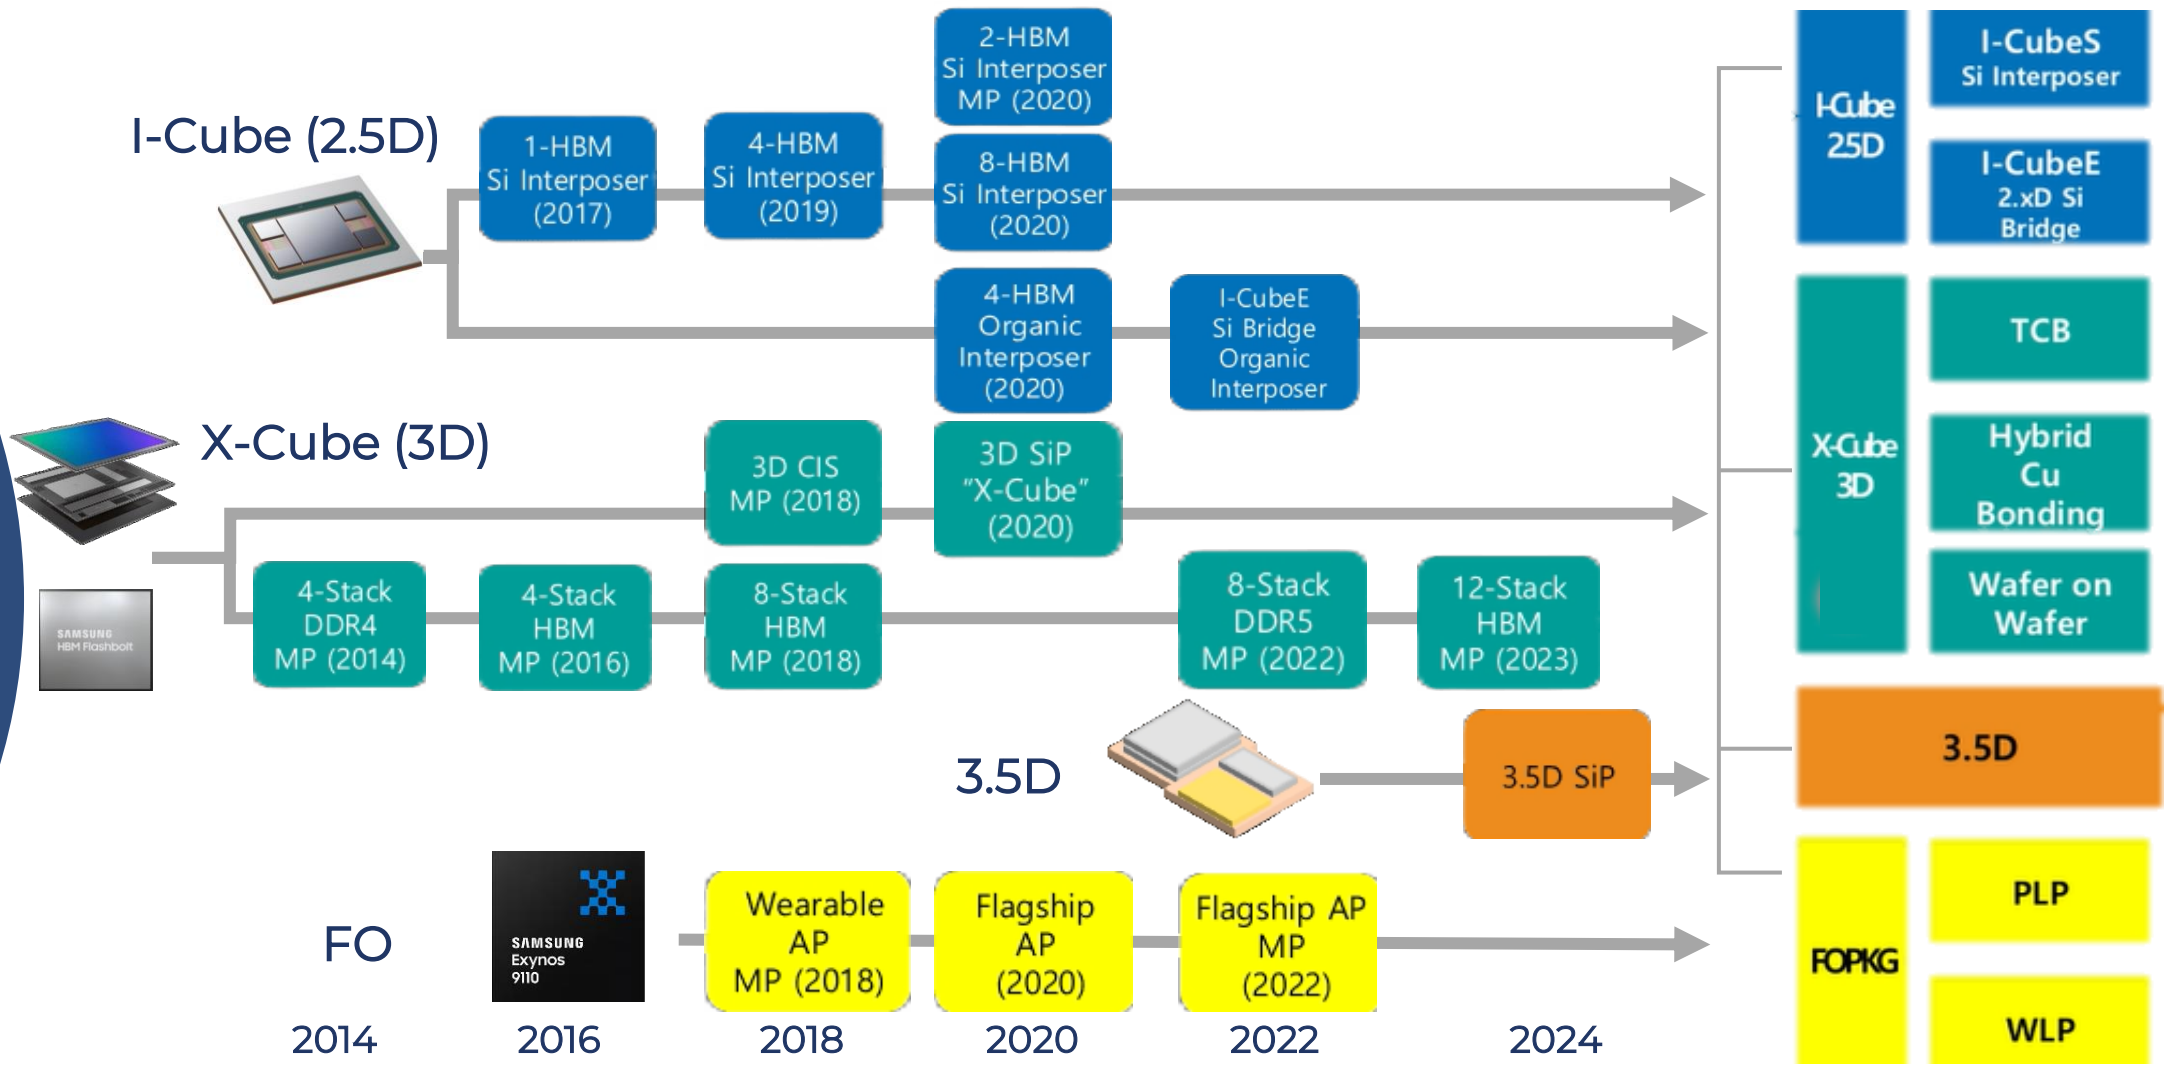 I-Cube (2.5D)
1-HBM
Si Interposer
(2017)
4-HBM
Si Interposer
(2019)
2-HBM
Si Interposer
MP (2020)
8-HBM
Si Interposer
(2020)
4-HBM
Organic
Interposer
(2020)
I-CubeE
Si Bridge
Organic
Interposer
X-Cube (3D)
3D CIS
MP (2018)
3D SiP
"X-Cube"
(2020)
SAMSUNG
HBM Flashbolt
4-Stack
DDR4
MP (2014)
4-Stack
HBM
MP (2016)
8-Stack
HBM
MP (2018)
8-Stack
DDR5
MP (2022)
12-Stack
HBM
MP (2023)
3.5D
3.5D SiP
FO
SAMSUNG
Exynos
9110
Wearable
AP
MP (2018)
Flagship
AP
(2020)
Flagship AP
MP
(2022)
2014
2016
2018
2020
2022
2024
I-Cube
2.5D
I-CubeS
Si Interposer
I-CubeE
2.xD Si
Bridge
X-Cube
3D
TCB
Hybrid
Cu
Bonding
Wafer on
Wafer
3.5D
FOPKG
PLP
WLP